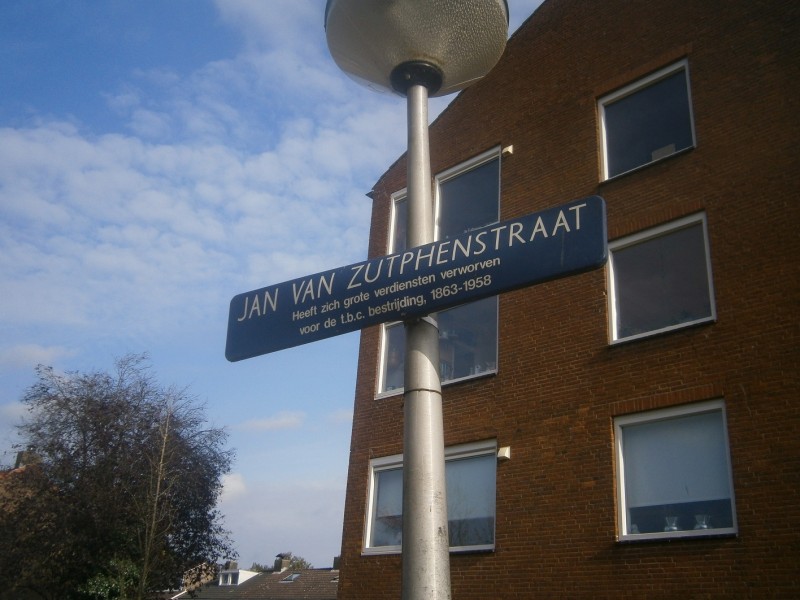 JAN VAN ZUTPHENSTRAAT
Heeft zich grote verdiensten verworven
voor de t.b.c. bestrijding, 1863-1958